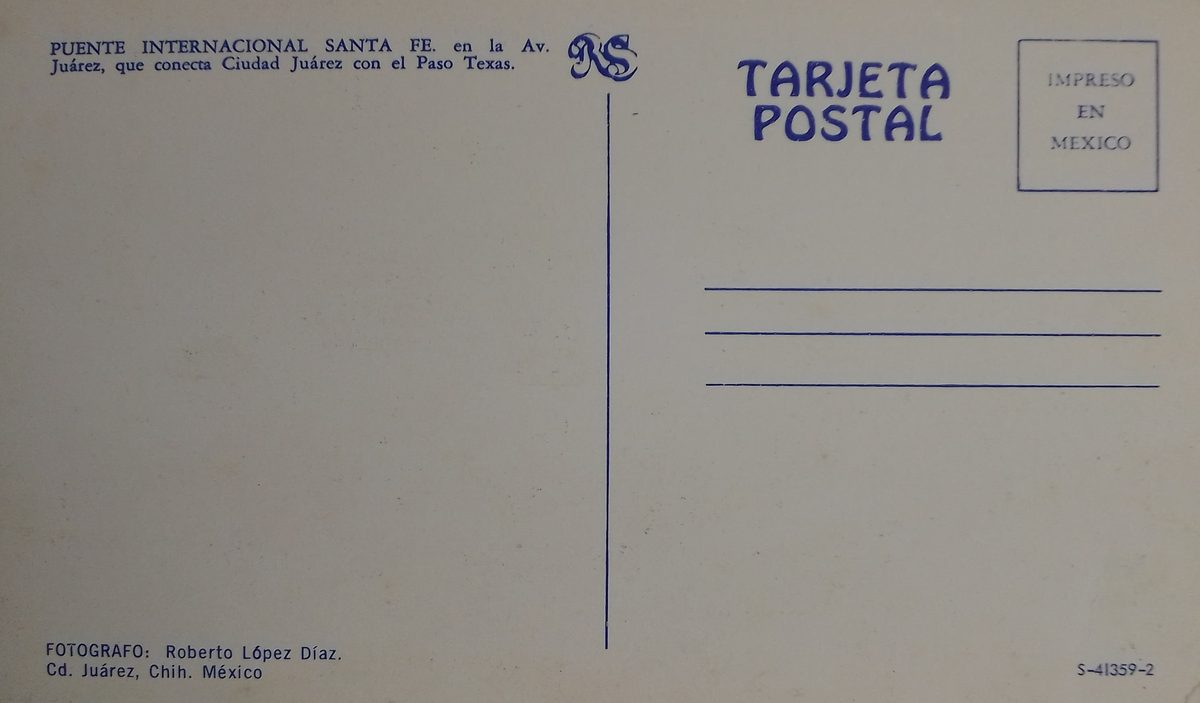 PUENTE INTERNACIONAL SANTA FE. en la Av.
Juárez, que conecta Ciudad Juárez con el Paso Texas.
RS
TARJETA
POSTAL
IMPRESO
EN
MEXICO
FOTOGRAFO: Roberto López Díaz.
Cd. Juárez, Chih. México
S-41359-2